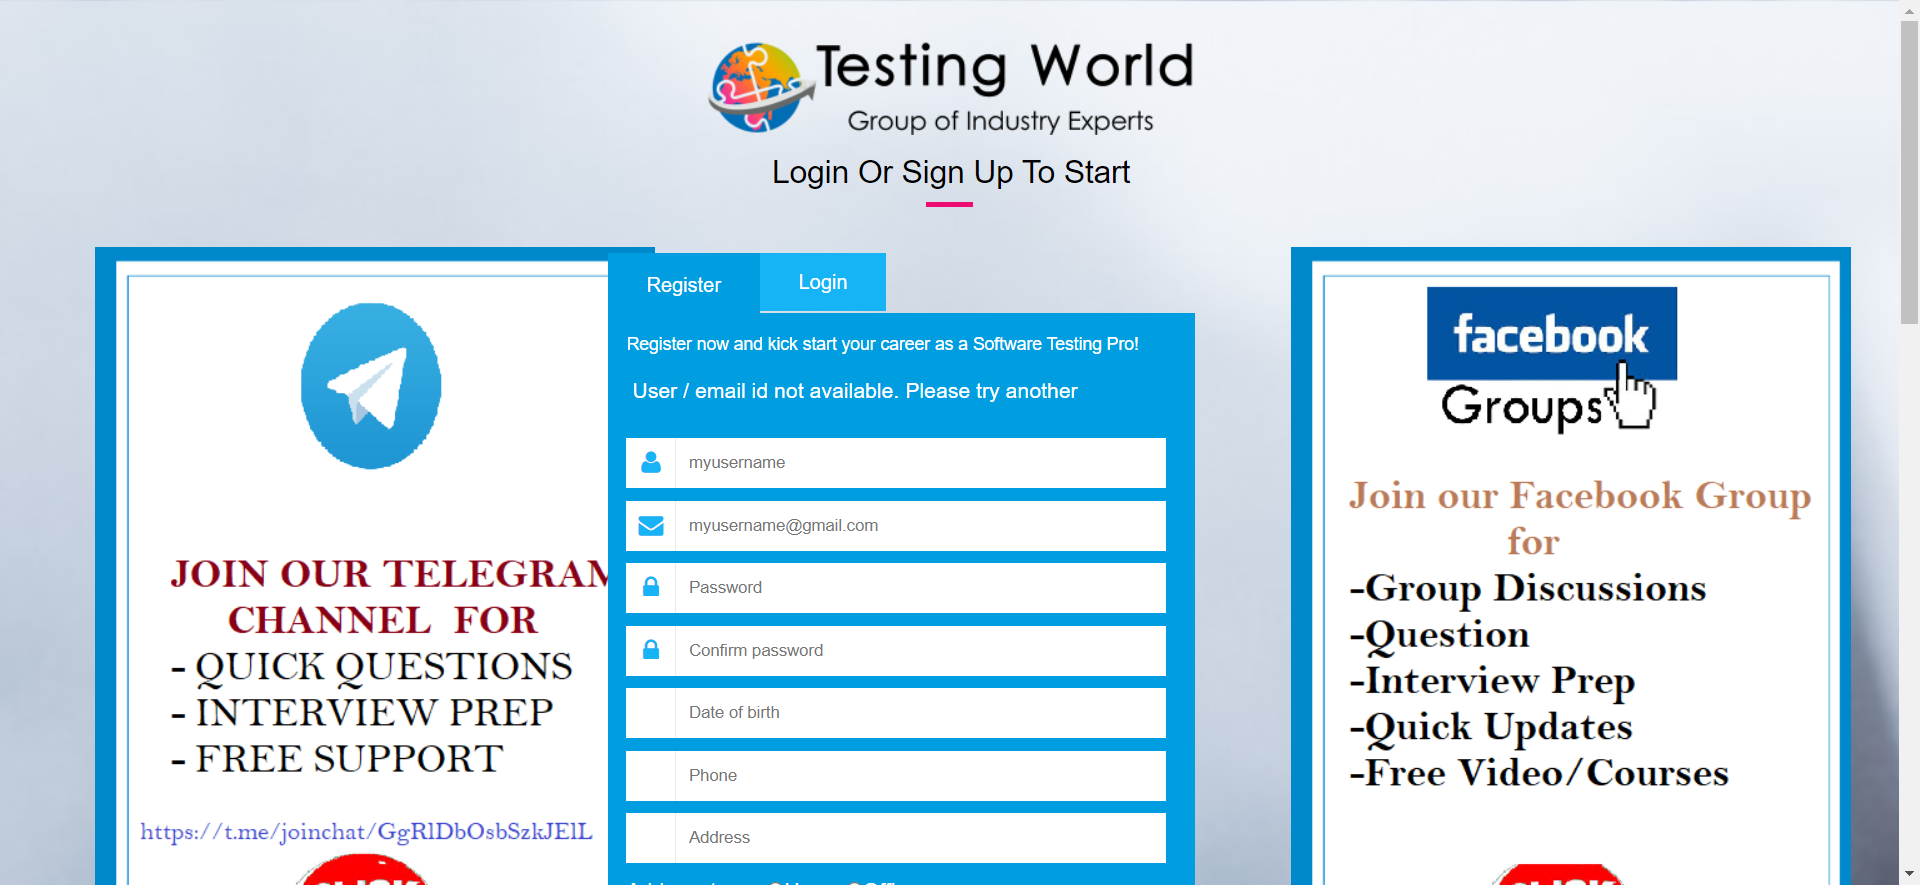 Testing World
Group of Industry Experts
Login Or Sign Up To Start
JOIN OUR TELEGRAM
CHANNEL FOR
- QUICK QUESTIONS
- INTERVIEW PREP
- FREE SUPPORT
https://t.me/joinchat/GgRlDbOsbSzkJElL
Register
Login
Register now and kick start your career as a Software Testing Pro!
User / email id not available. Please try another
myusername
myusername@gmail.com
Password
Confirm password
Date of birth
Phone
Address
facebook
Groups
Join our Facebook Group
for
-Group Discussions
-Question
-Interview Prep
-Quick Updates
-Free Video/Courses